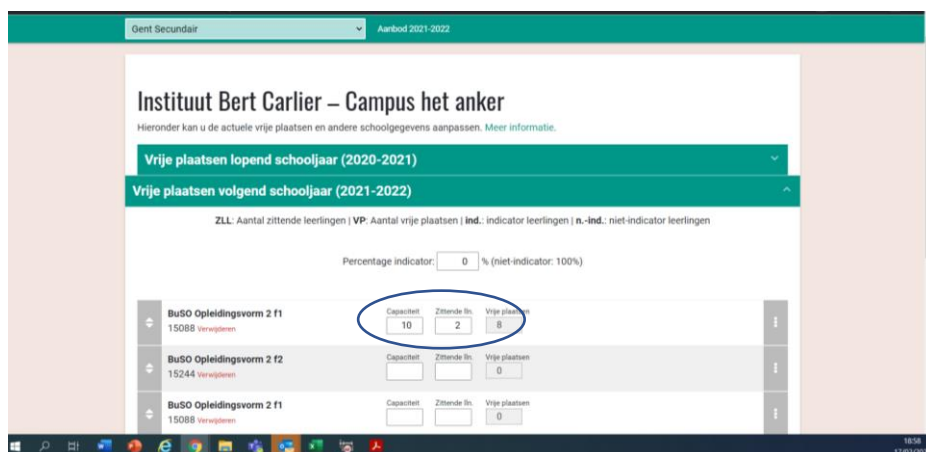 Gent Secundair Aanbod 2021-2022
Instituut Bert Carlier – Campus het anker
Hieronder kan u de actuele vrije plaatsen en andere schoolgegevens aanpassen. Meer informatie.
Vrije plaatsen lopend schooljaar (2020-2021)
Vrije plaatsen volgend schooljaar (2021-2022)
ZLL: Aantal zittende leerlingen | VP: Aantal vrije plaatsen | ind.: indicator leerlingen | n.-ind.: niet-indicator leerlingen
Percentage indicator: 0 % (niet-indicator: 100%)
BuSO Opleidingsvorm 2 f1 Capaciteit Zittende lln. Vrije plaatsen
15088 Verwijderen 10 2 8
BuSO Opleidingsvorm 2 f2 Capaciteit Zittende lln. Vrije plaatsen
15244 Verwijderen 0
BuSO Opleidingsvorm 2 f1 Capaciteit Zittende lln. Vrije plaatsen
15088 Verwijderen 0
18:58